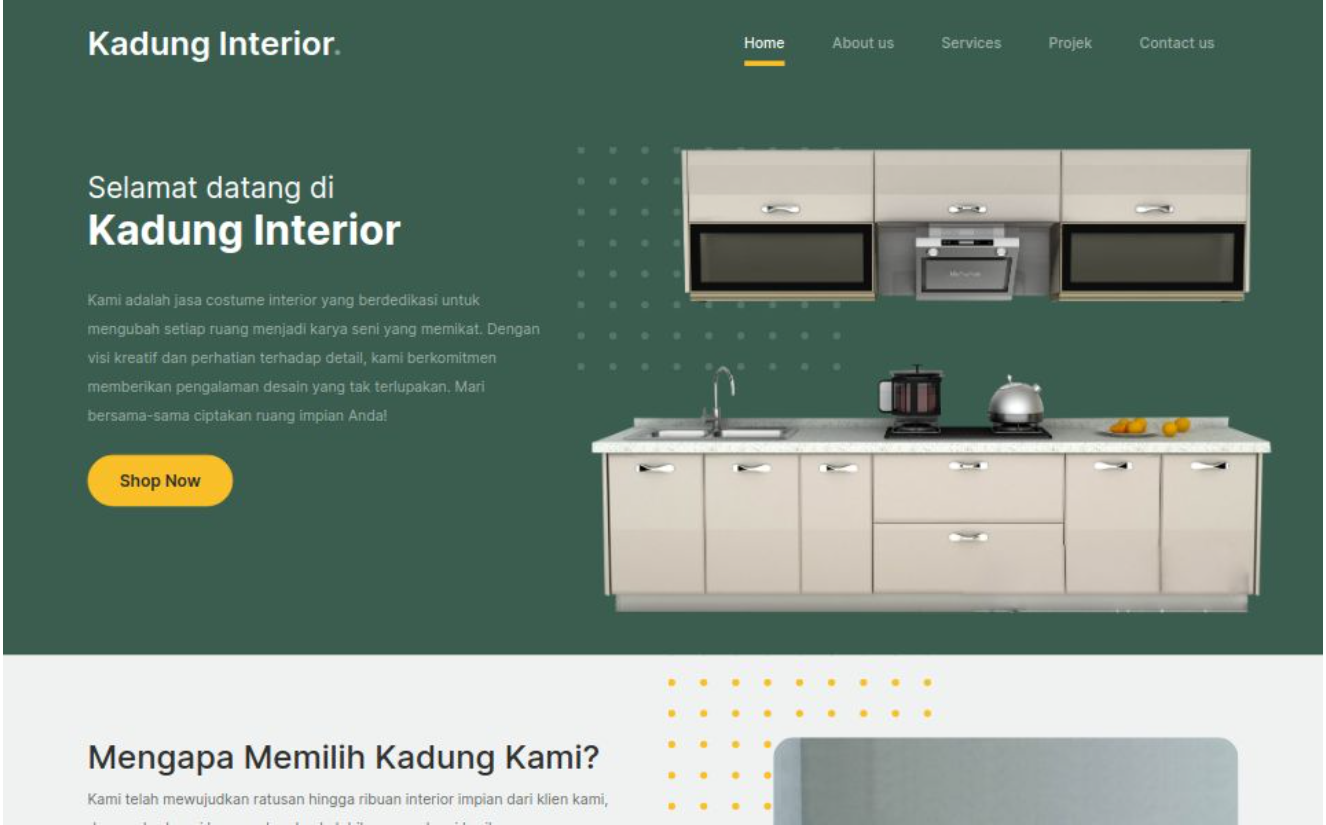 Kadung Interior.
Home About us Services Projek Contact us
Selamat datang di
Kadung Interior
Kami adalah jasa costume interior yang berdedikasi untuk
mengubah setiap ruang menjadi karya seni yang memikat. Dengan
visi kreatif dan perhatian terhadap detail, kami berkomitmen
memberikan pengalaman desain yang tak terlupakan. Mari
bersama-sama ciptakan ruang impian Anda!
Shop Now
Mengapa Memilih Kadung Kami?
Kami telah mewujudkan ratusan hingga ribuan interior impian dari klien kami,